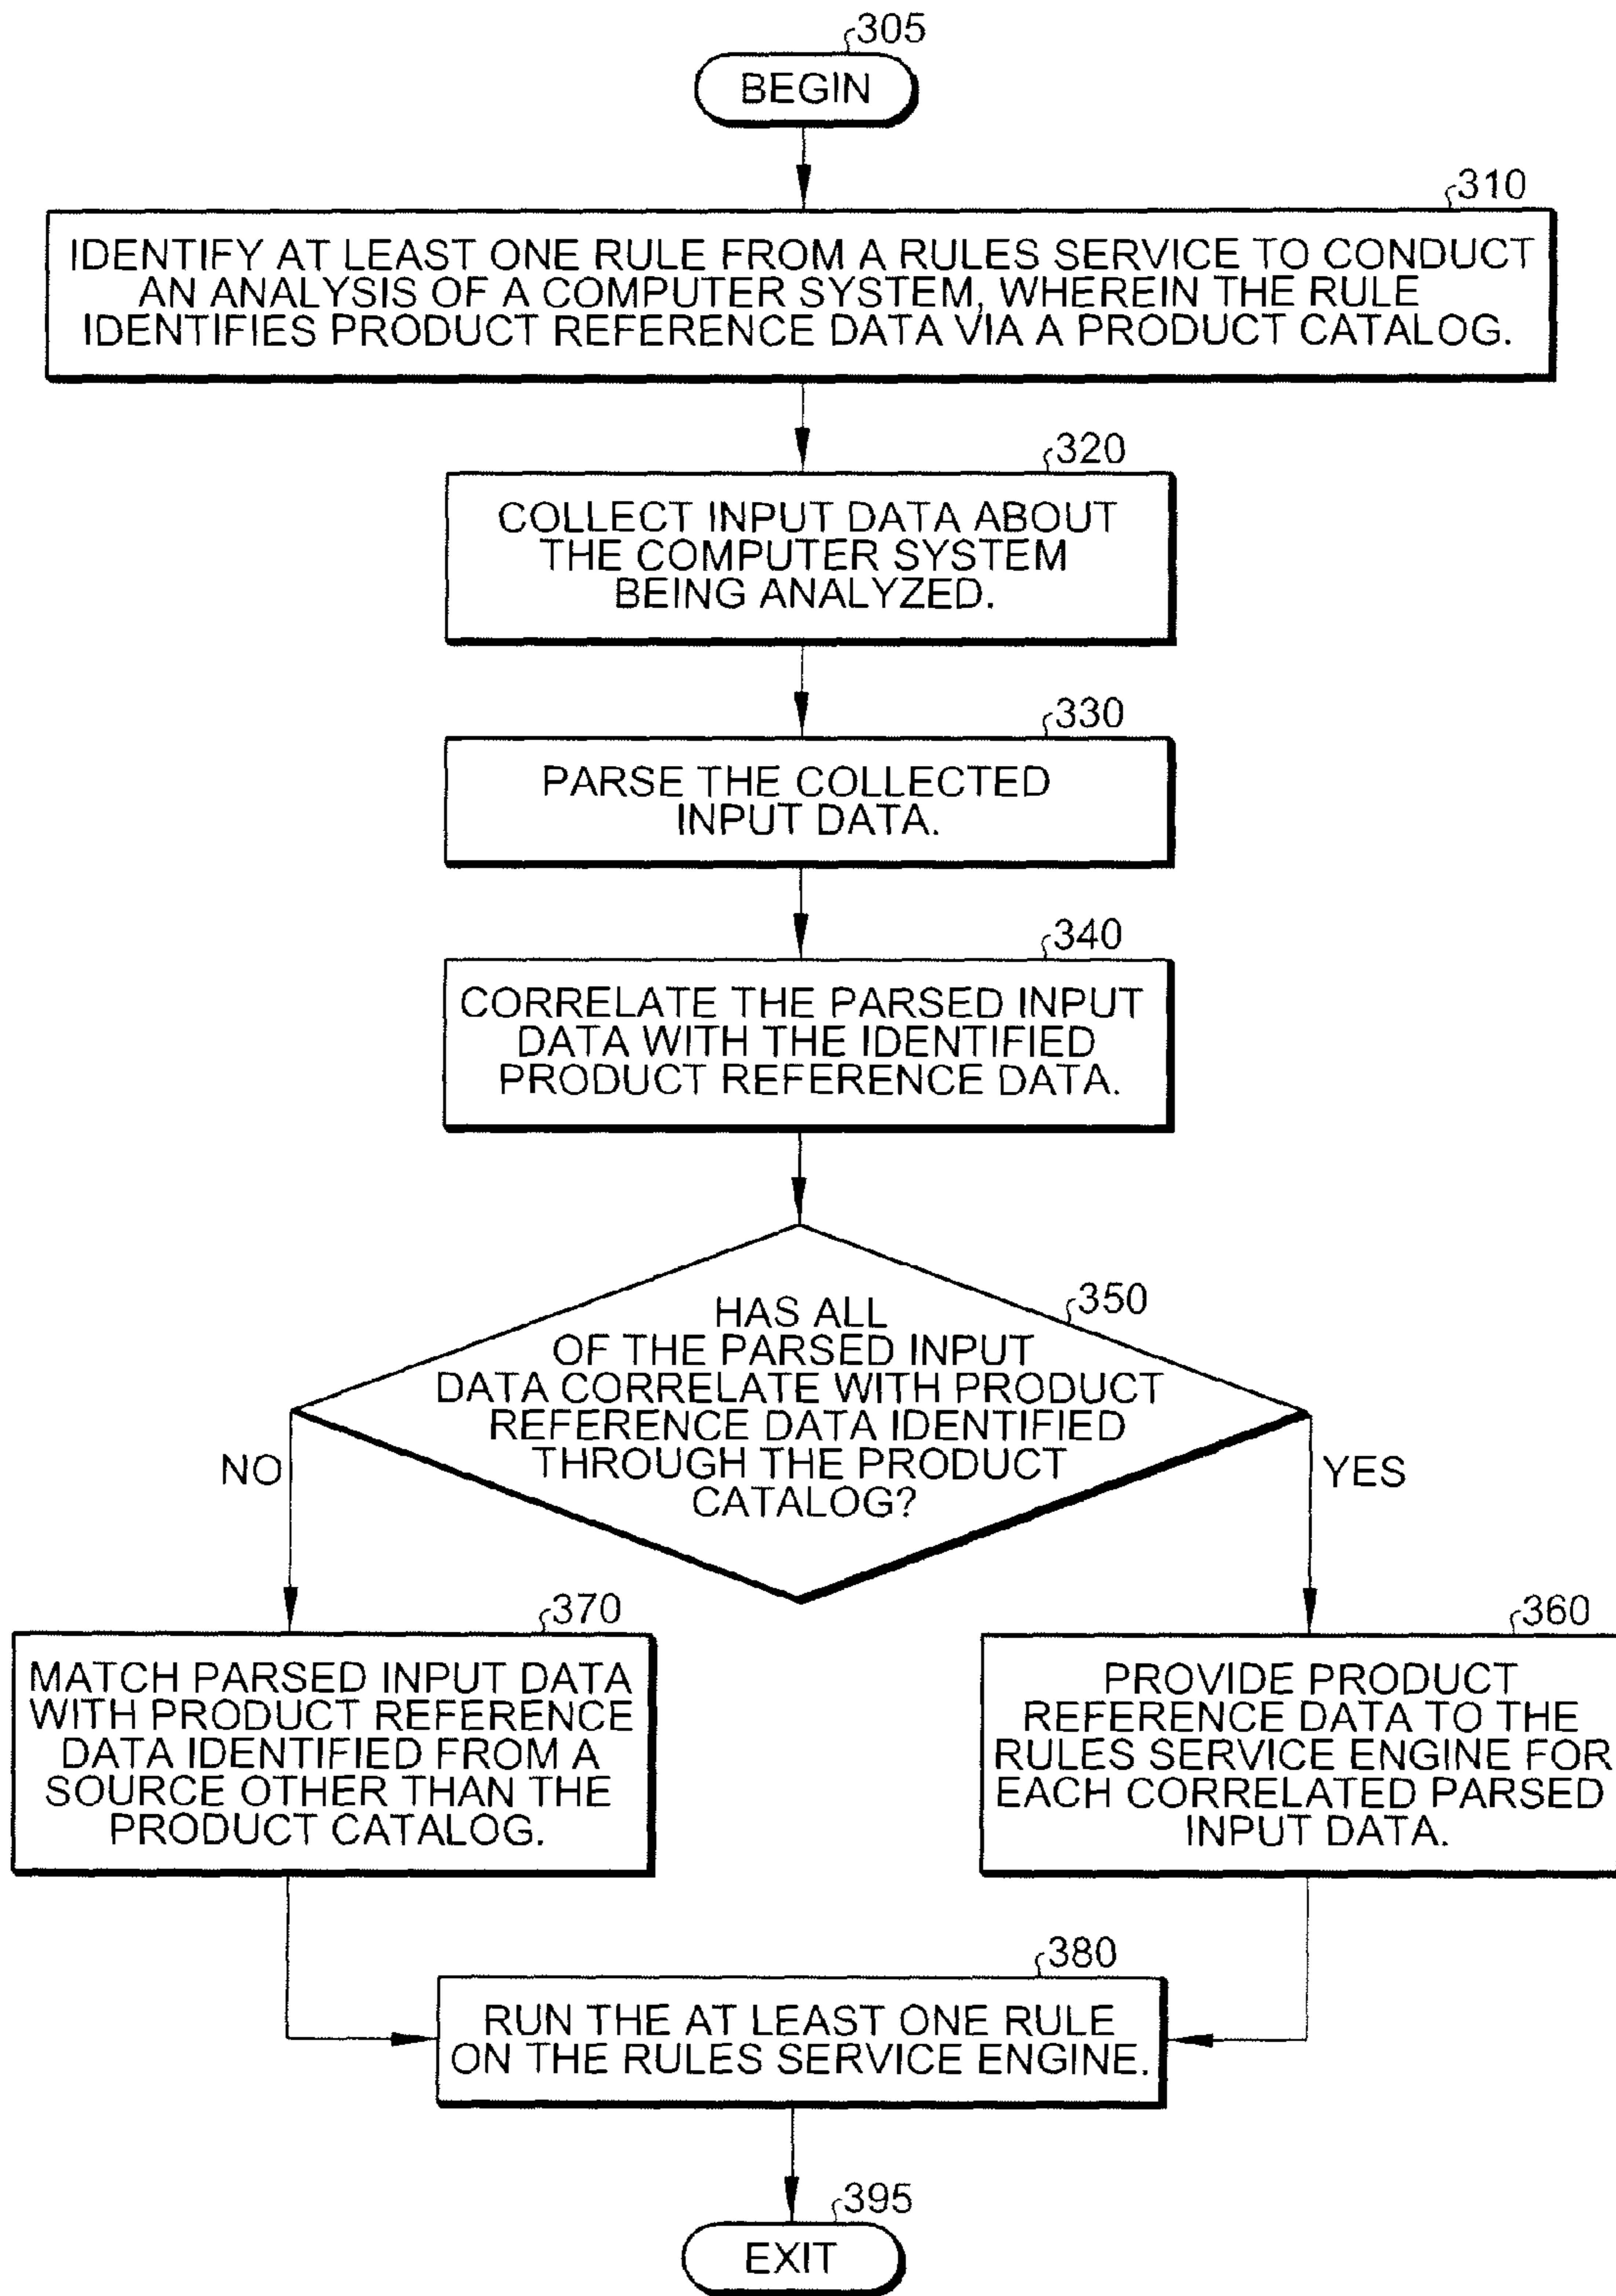 305
BEGIN
310
IDENTIFY AT LEAST ONE RULE FROM A RULES SERVICE TO CONDUCT
AN ANALYSIS OF A COMPUTER SYSTEM, WHEREIN THE RULE
IDENTIFIES PRODUCT REFERENCE DATA VIA A PRODUCT CATALOG.
320
COLLECT INPUT DATA ABOUT
THE COMPUTER SYSTEM
BEING ANALYZED.
330
PARSE THE COLLECTED
INPUT DATA.
340
CORRELATE THE PARSED INPUT
DATA WITH THE IDENTIFIED
PRODUCT REFERENCE DATA.
350
HAS ALL
OF THE PARSED INPUT
DATA CORRELATE WITH PRODUCT
REFERENCE DATA IDENTIFIED
THROUGH THE PRODUCT
CATALOG?
NO
YES
370
MATCH PARSED INPUT DATA
WITH PRODUCT REFERENCE
DATA IDENTIFIED FROM A
SOURCE OTHER THAN THE
PRODUCT CATALOG.
360
PROVIDE PRODUCT
REFERENCE DATA TO THE
RULES SERVICE ENGINE FOR
EACH CORRELATED PARSED
INPUT DATA.
380
RUN THE AT LEAST ONE RULE
ON THE RULES SERVICE ENGINE.
395
EXIT